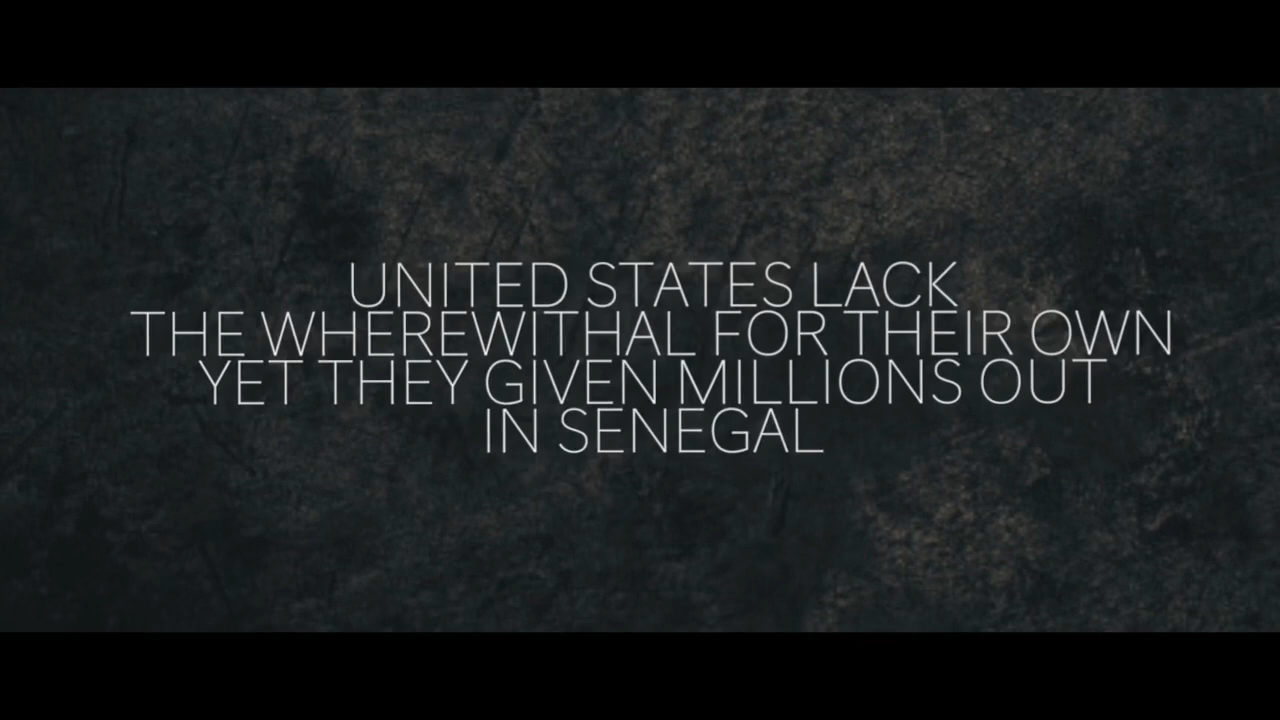 UNITED STATES LACK
THE WHEREWITHAL FOR THEIR OWN
YET THEY GIVEN MILLIONS OUT
IN SENEGAL